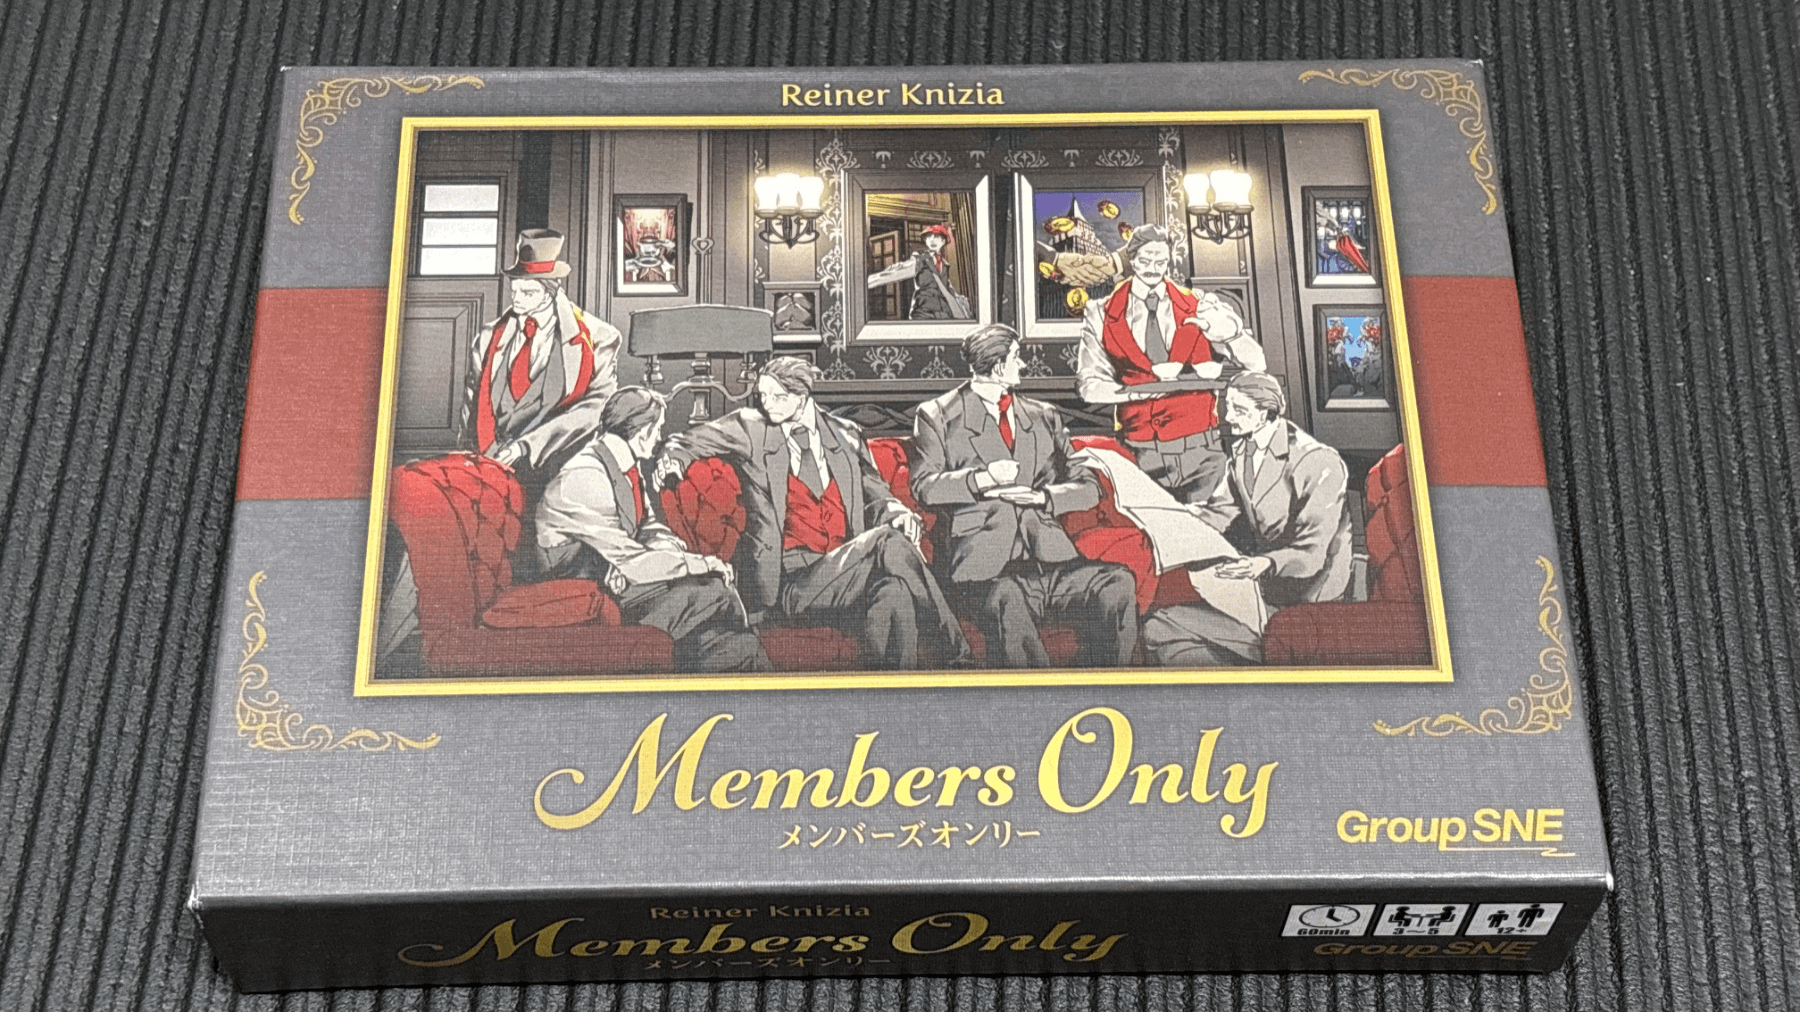 Reiner Knizia
Members Only
メンバーズオンリー
Group SNE
Reiner Knizia
Members Only
メンバーズオンリー
60min
3~5
12+
Group SNE